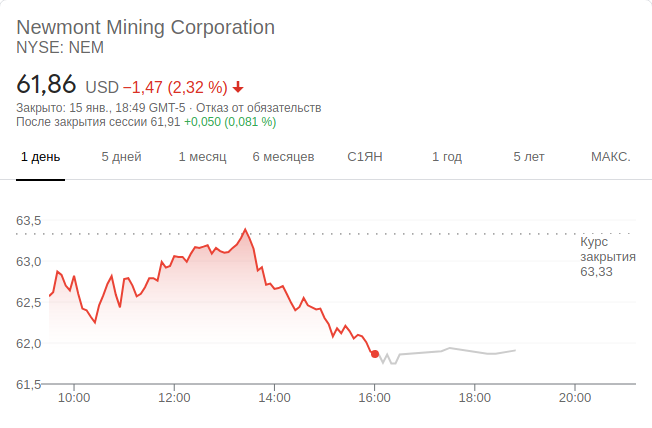 Newmont Mining Corporation
NYSE: NEM
61,86 USD −1,47 (2,32 %)
Закрыто: 15 янв., 18:49 GMT-5 · Отказ от обязательств
После закрытия сессии 61,91 +0,050 (0,081 %)
1 день 5 дней 1 месяц 6 месяцев С1ЯН 1 год 5 лет МАКС.
63,5
Курс
закрытия
63,33
63,0
62,5
62,0
61,5
10:00 12:00 14:00 16:00 18:00 20:00